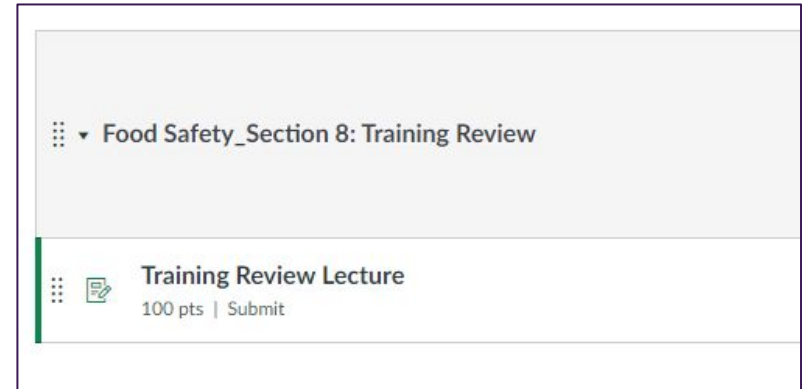 Food Safety_Section 8: Training Review
Training Review Lecture
100 pts | Submit